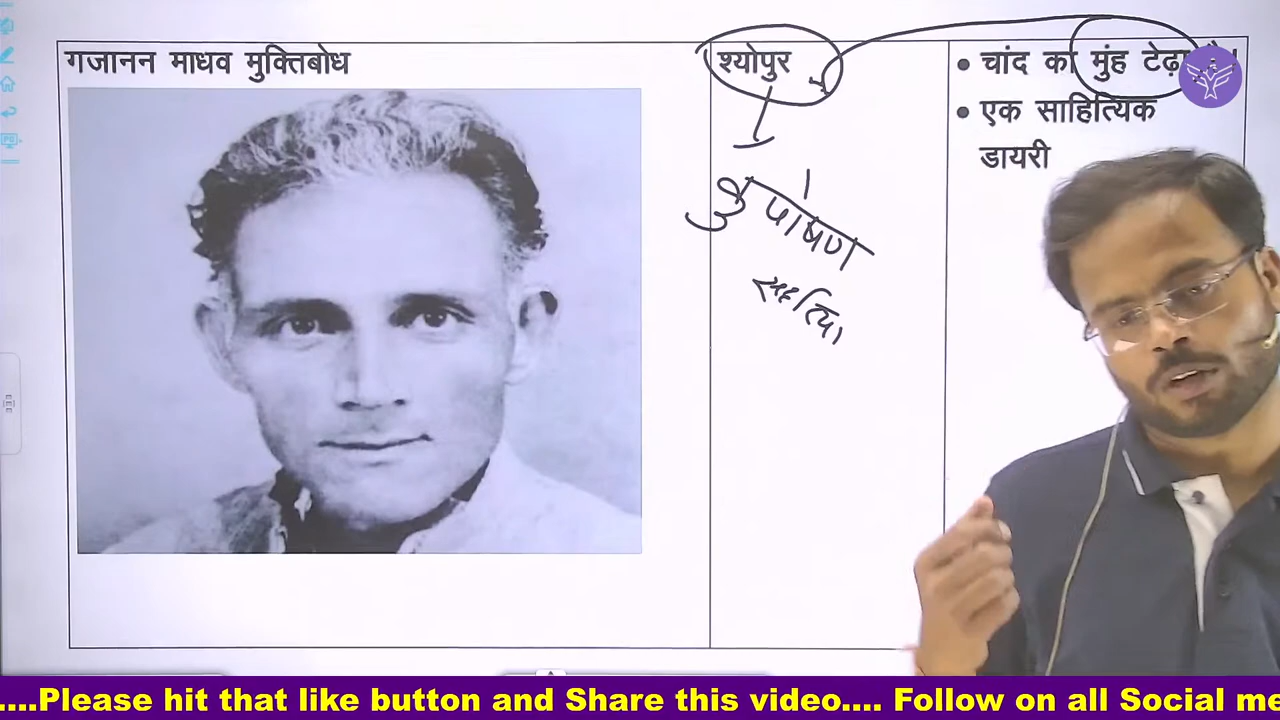 गजानन माधव मुक्तिबोध
श्योपुर
कुपोषण
• चांद का मुंह टेढ़ा है।
• एक साहित्यिक
डायरी
....Please hit that like button and Share this video.... Follow on all Social me